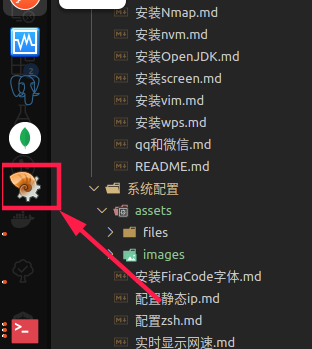 安装Nmap.md
安装nvm.md
安装OpenJDK.md
安装screen.md
安装vim.md
安装wps.md
qq和微信.md
README.md
系统配置
assets
files
images
安装FiraCode字体.md
配置静态ip.md
配置zsh.md
实时显示网速.md